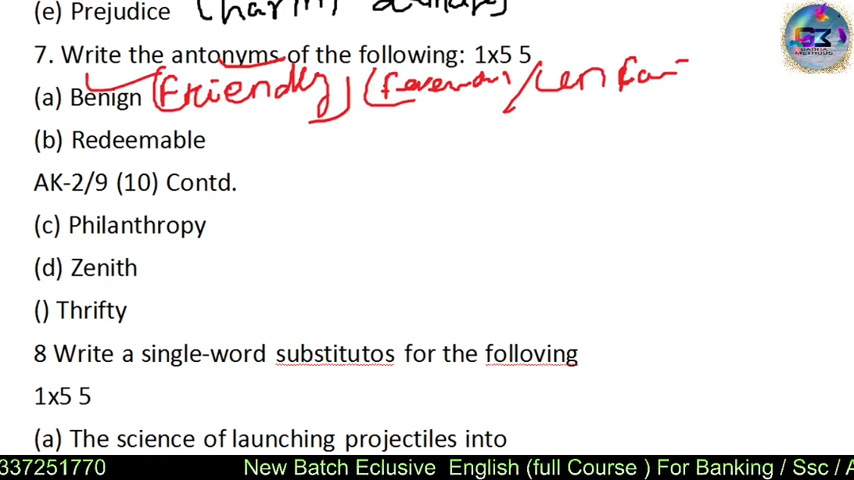 (e) Prejudice
7. Write the antonyms of the following: 1x5 5
(a) Benign (Friendly)
(b) Redeemable
AK-2/9 (10) Contd.
(c) Philanthropy
(d) Zenith
() Thrifty
8 Write a single-word substitutos for the folloving
1x5 5
(a) The science of launching projectiles into
337251770 New Batch Eclusive English (full Course ) For Banking / Ssc / A